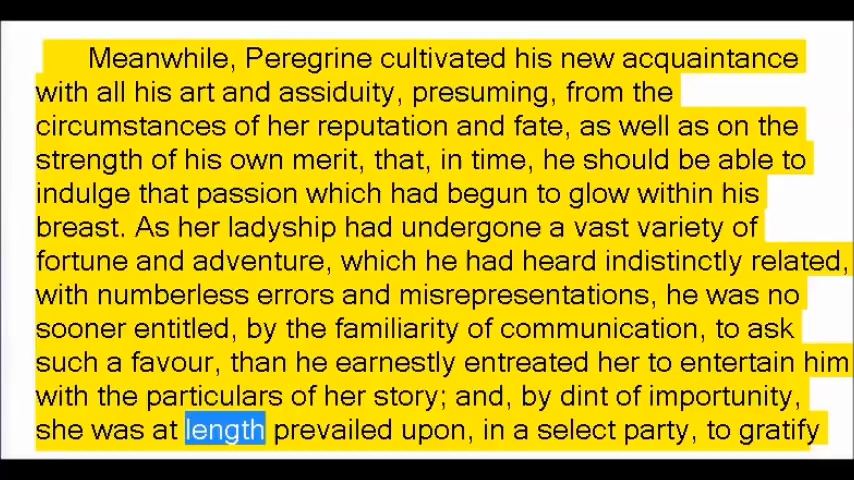 Meanwhile, Peregrine cultivated his new acquaintance
with all his art and assiduity, presuming, from the
circumstances of her reputation and fate, as well as on the
strength of his own merit, that, in time, he should be able to
indulge that passion which had begun to glow within his
breast. As her ladyship had undergone a vast variety of
fortune and adventure, which he had heard indistinctly related,
with numberless errors and misrepresentations, he was no
sooner entitled, by the familiarity of communication, to ask
such a favour, than he earnestly entreated her to entertain him
with the particulars of her story; and, by dint of importunity,
she was at length prevailed upon, in a select party, to gratify